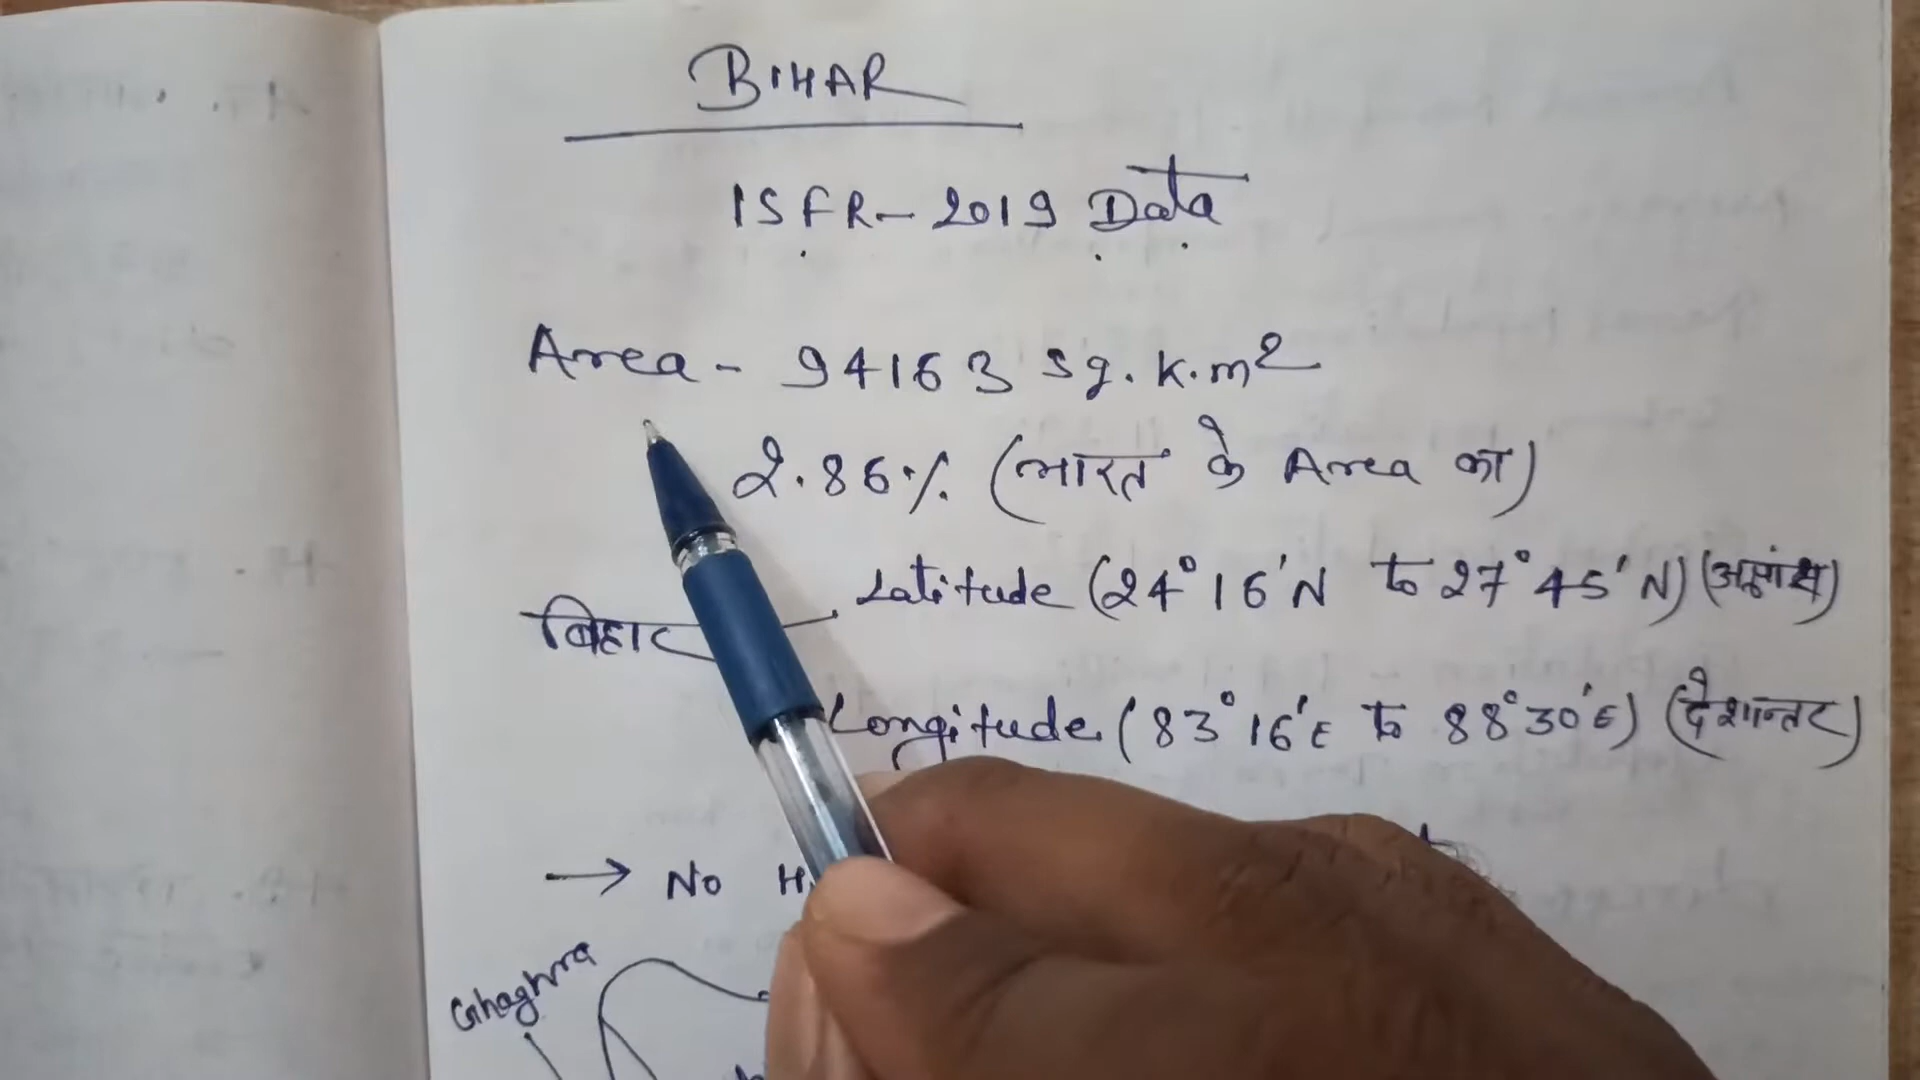 BIHAR
ISFR - 2019 Data
Area - 94163 sq. k.m²
2.86% (भारत के Area का)
Latitude (24°16'N to 27°45'N) (अक्षांश)
बिहार
Longitude (83°16'E to 88°30'E) (देशान्तर)
→ No
Ghaghra